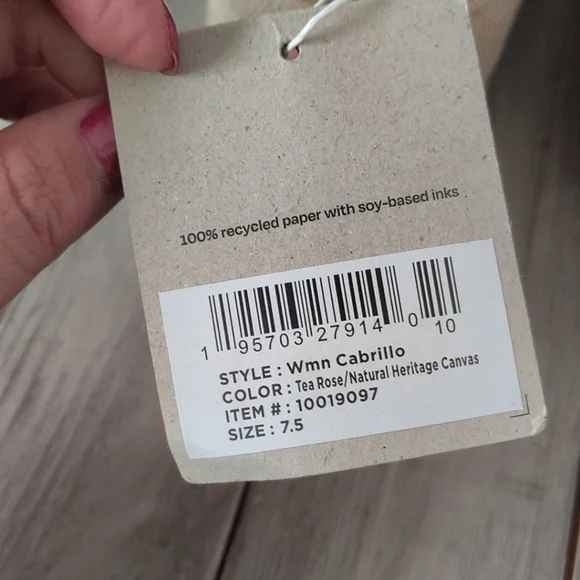 100% recycled paper with soy-based inks
1 95703 27914 0 10
STYLE : Wmn Cabrillo
COLOR : Tea Rose/Natural Heritage Canvas
ITEM # : 10019097
SIZE : 7.5